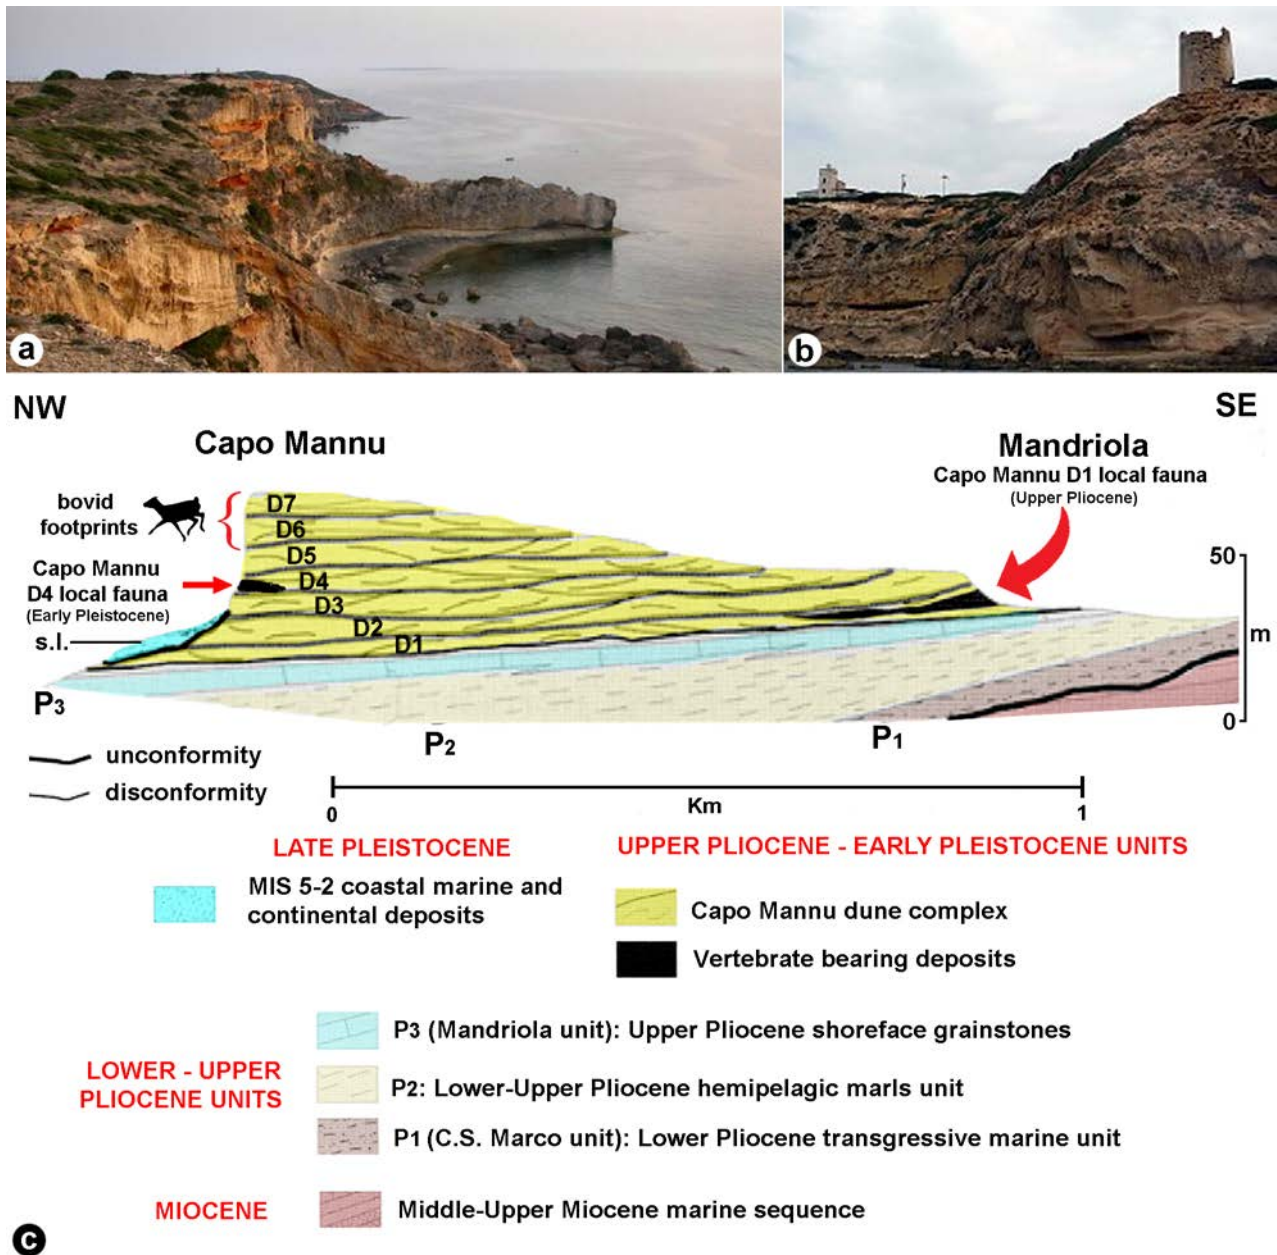 a
b
NW
SE
Capo Mannu
Mandriola
Capo Mannu D1 local fauna
(Upper Pliocene)
bovid
footprints
D7
D6
D5
D4
D3
D2
D1
Capo Mannu
D4 local fauna
(Early Pleistocene)
s.l.
50
m
0
P3
P2
P1
unconformity
disconformity
Km
0
1
LATE PLEISTOCENE
MIS 5-2 coastal marine and
continental deposits
UPPER PLIOCENE - EARLY PLEISTOCENE UNITS
Capo Mannu dune complex
Vertebrate bearing deposits
LOWER - UPPER
PLIOCENE UNITS
P3 (Mandriola unit): Upper Pliocene shoreface grainstones
P2: Lower-Upper Pliocene hemipelagic marls unit
P1 (C.S. Marco unit): Lower Pliocene transgressive marine unit
MIOCENE
Middle-Upper Miocene marine sequence
c